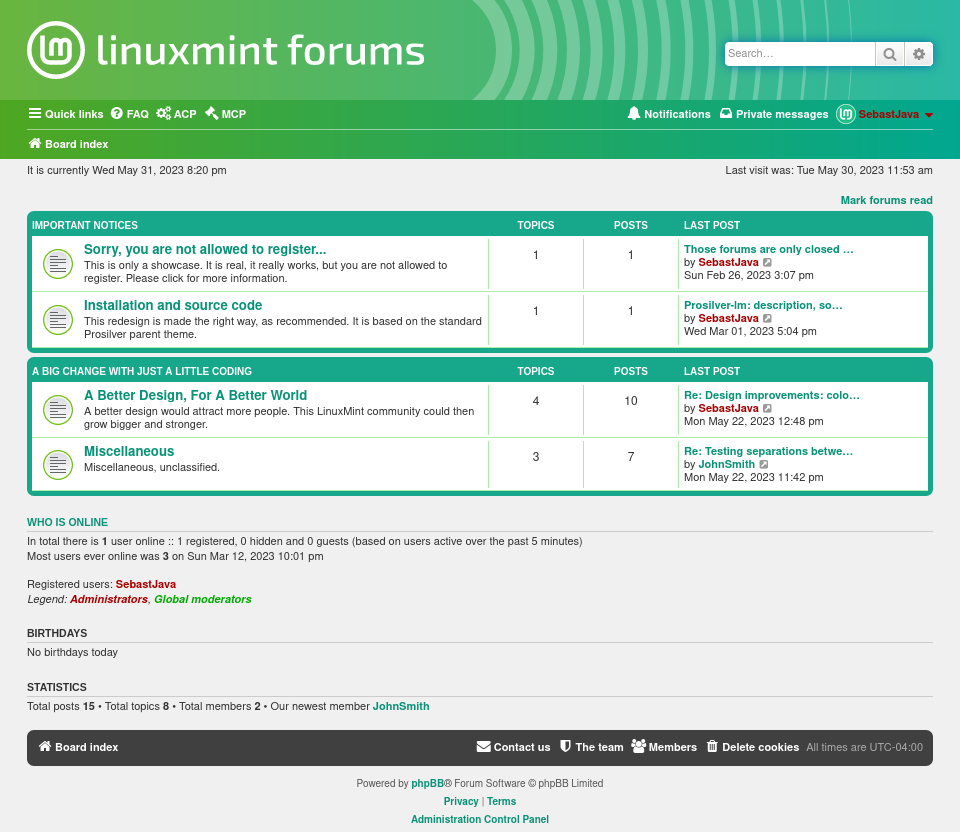 linuxmint forums
Search…
Quick links FAQ ACP MCP Notifications Private messages SebastJava
Board index
It is currently Wed May 31, 2023 8:20 pm Last visit was: Tue May 30, 2023 11:53 am
Mark forums read
IMPORTANT NOTICES TOPICS POSTS LAST POST
Sorry, you are not allowed to register...
This is only a showcase. It is real, it really works, but you are not allowed to
register. Please click for more information.
1 1
Those forums are only closed …
by SebastJava
Sun Feb 26, 2023 3:07 pm
Installation and source code
This redesign is made the right way, as recommended. It is based on the standard
Prosilver parent theme.
1 1
Prosilver-lm: description, so…
by SebastJava
Wed Mar 01, 2023 5:04 pm
A BIG CHANGE WITH JUST A LITTLE CODING TOPICS POSTS LAST POST
A Better Design, For A Better World
A better design would attract more people. This LinuxMint community could then
grow bigger and stronger.
4 10
Re: Design improvements: colo…
by SebastJava
Mon May 22, 2023 12:48 pm
Miscellaneous
Miscellaneous, unclassified.
3 7
Re: Testing separations betwe…
by JohnSmith
Mon May 22, 2023 11:42 pm
WHO IS ONLINE
In total there is 1 user online :: 1 registered, 0 hidden and 0 guests (based on users active over the past 5 minutes)
Most users ever online was 3 on Sun Mar 12, 2023 10:01 pm
Registered users: SebastJava
Legend: Administrators, Global moderators
BIRTHDAYS
No birthdays today
STATISTICS
Total posts 15 • Total topics 8 • Total members 2 • Our newest member JohnSmith
Board index Contact us The team Members Delete cookies All times are UTC-04:00
Powered by phpBB® Forum Software © phpBB Limited
Privacy | Terms
Administration Control Panel